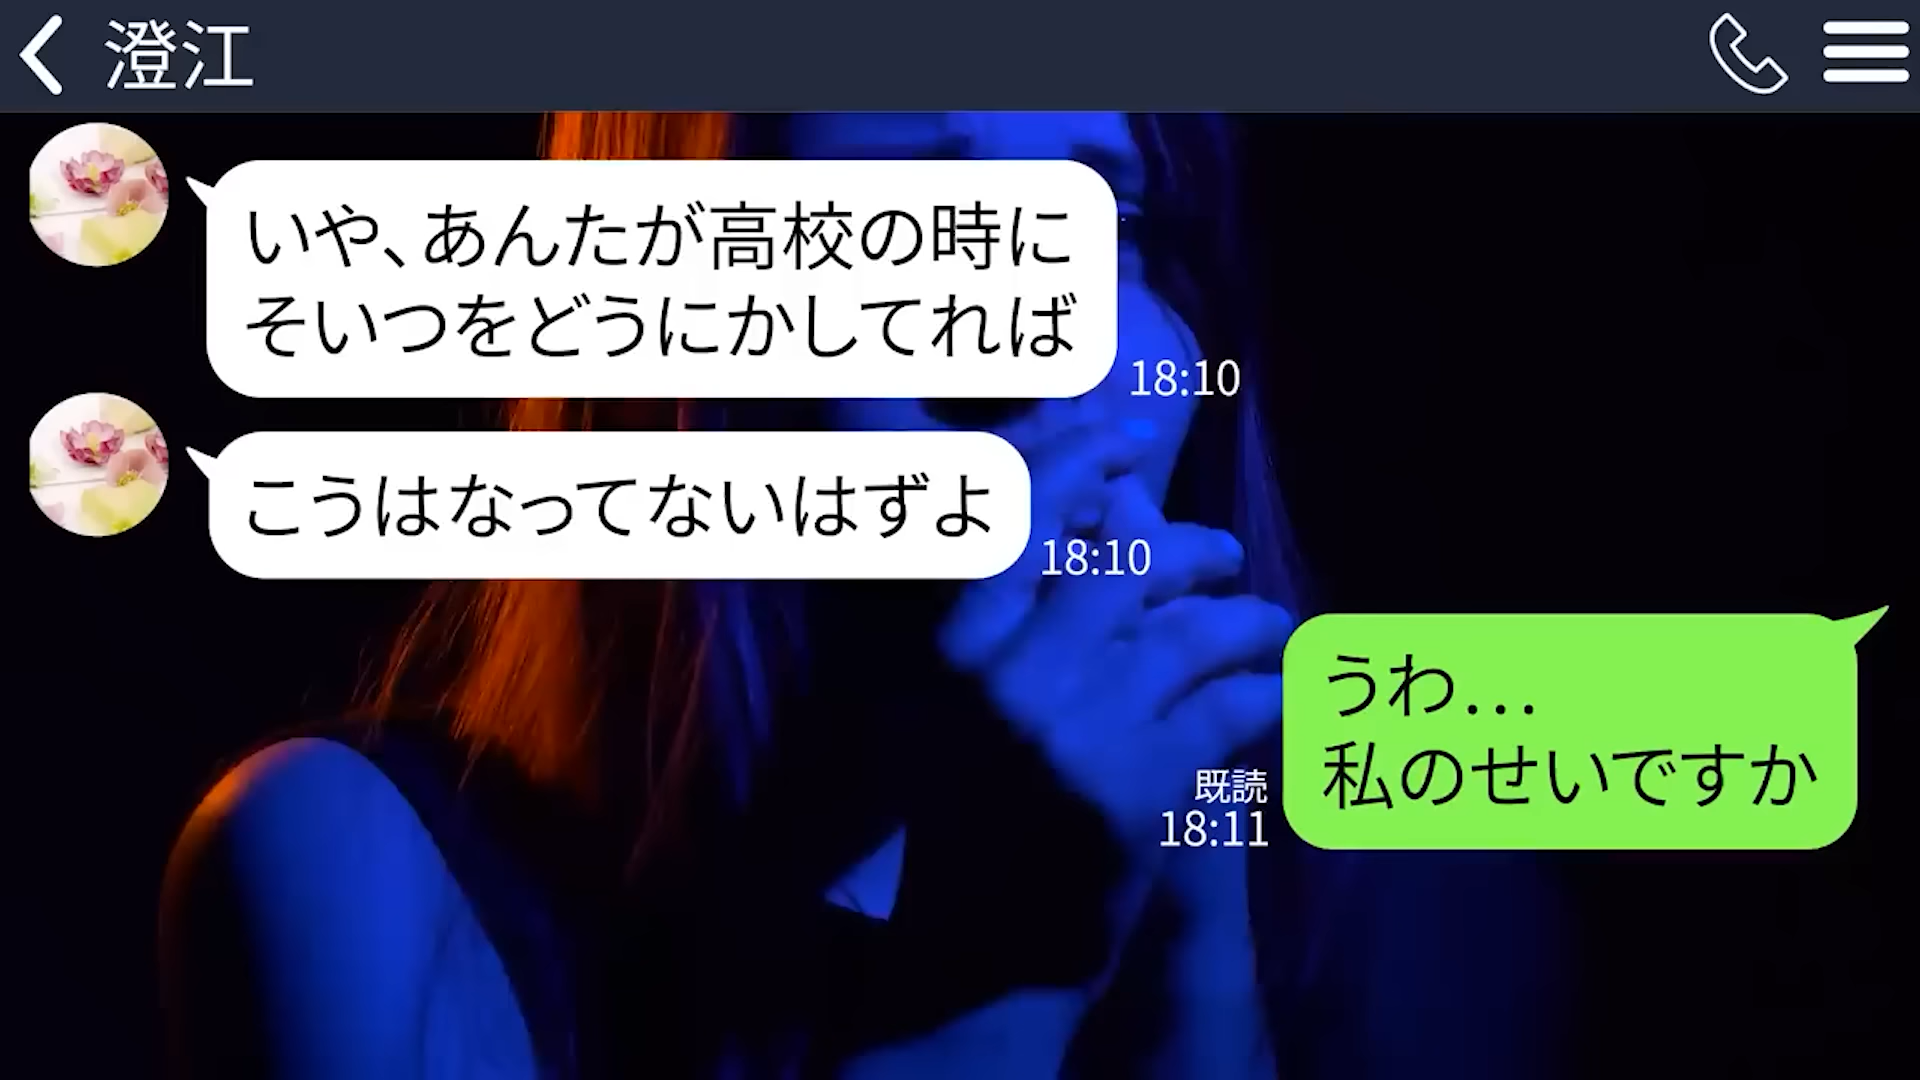 澄江
いや、あんたが高校の時に
そいつをどうにかしてれば
18:10
こうはなってないはずよ
18:10
うわ…
私のせいですか
既読
18:11